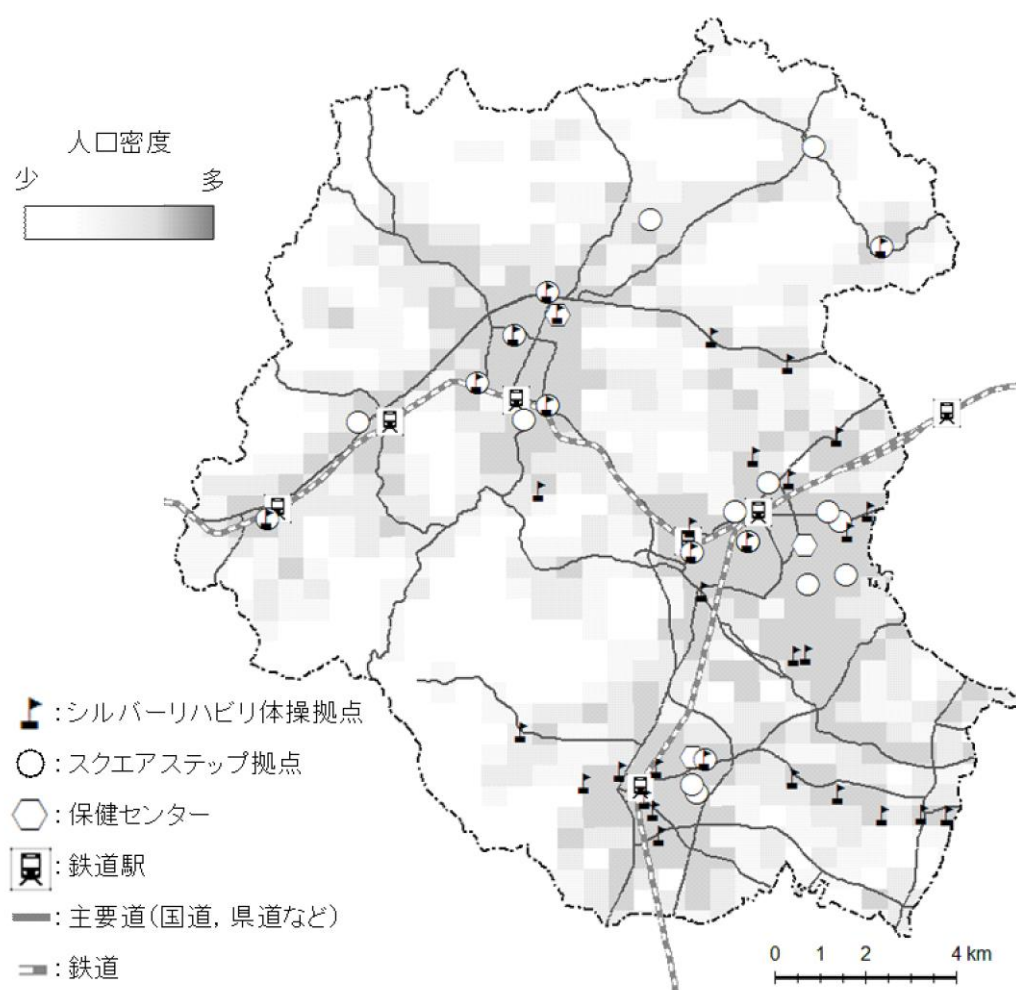 人口密度
少 多
:シルバーリハビリ体操拠点
:スクエアステップ拠点
:保健センター
:鉄道駅
:主要道(国道, 県道など)
:鉄道
0 1 2 4 km